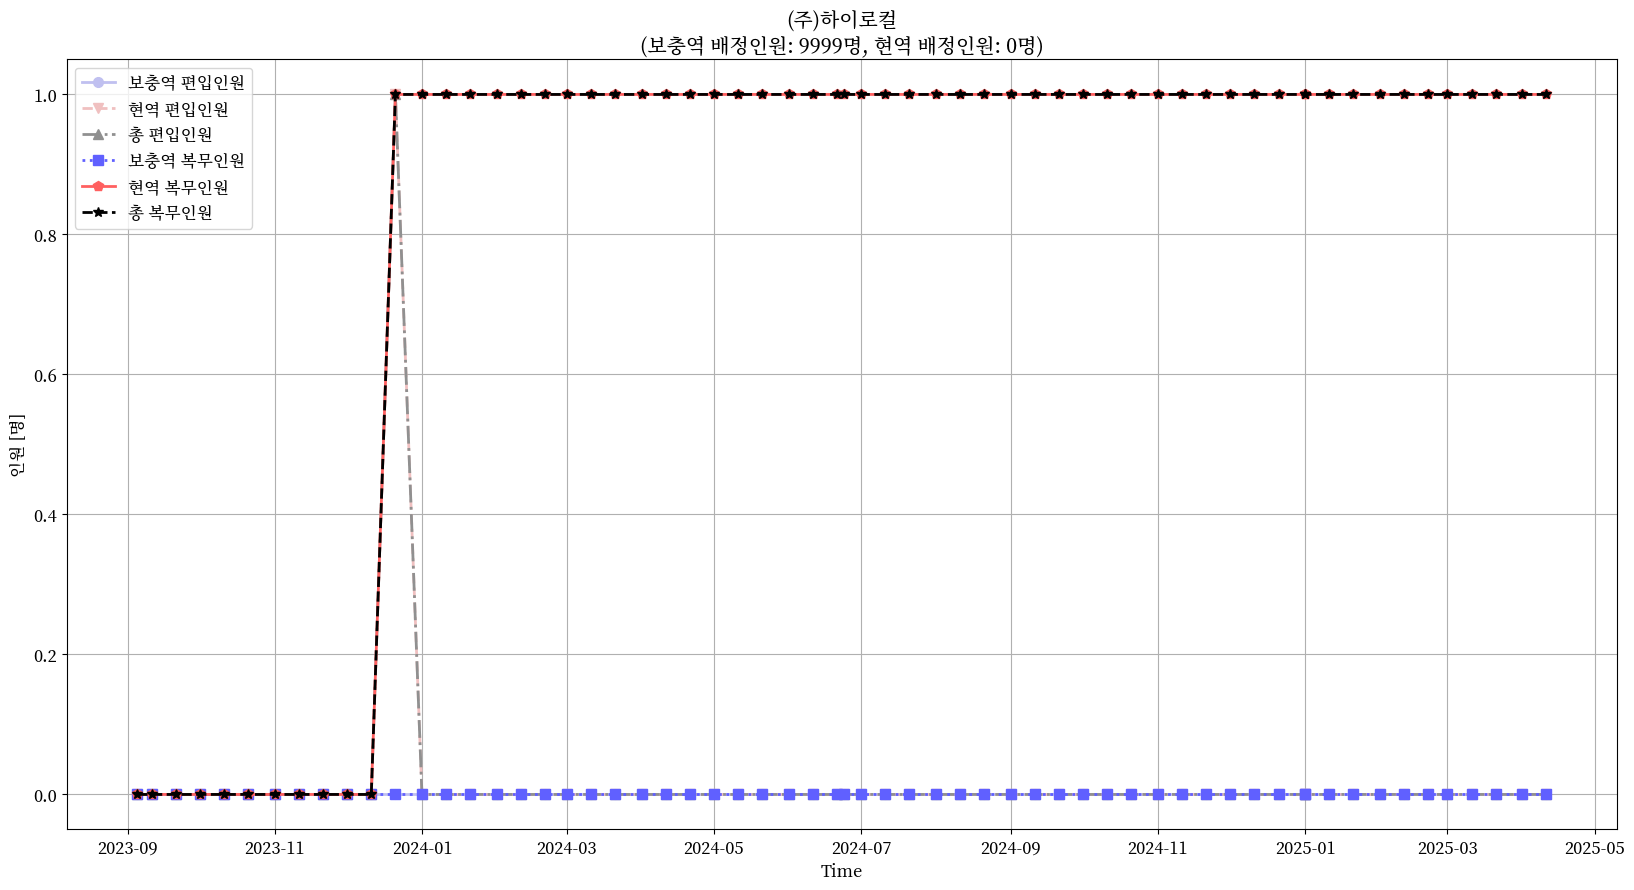 (주)하이로컬
(보충역 배정인원: 9999명, 현역 배정인원: 0명)
보충역 편입인원
현역 편입인원
총 편입인원
보충역 복무인원
현역 복무인원
총 복무인원
1.0
0.8
0.6
0.4
0.2
0.0
인원 [명]
2023-09 2023-11 2024-01 2024-03 2024-05 2024-07 2024-09 2024-11 2025-01 2025-03 2025-05
Time